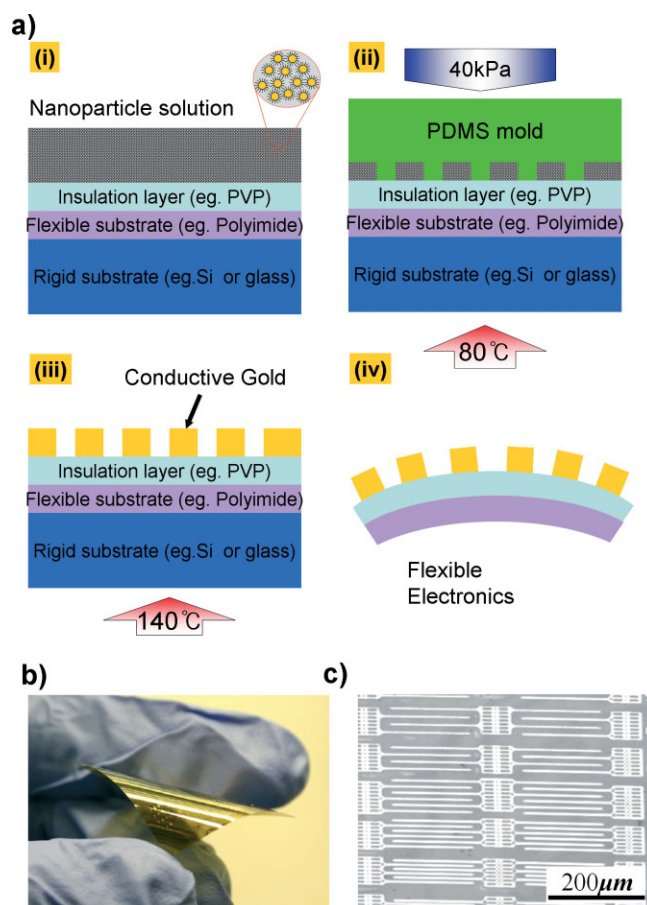 a)
(i)
Nanoparticle solution
Insulation layer (eg. PVP)
Flexible substrate (eg. Polyimide)
Rigid substrate (eg.Si or glass)
(ii)
40kPa
PDMS mold
Insulation layer (eg. PVP)
Flexible substrate (eg. Polyimide)
Rigid substrate (eg.Si or glass)
80℃
(iii)
Conductive Gold
Insulation layer (eg. PVP)
Flexible substrate (eg. Polyimide)
Rigid substrate (eg.Si or glass)
140℃
(iv)
Flexible
Electronics
b)
c)
200μm